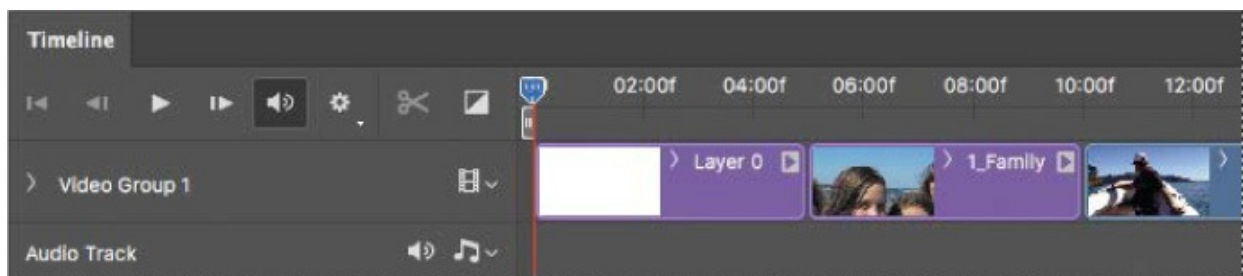 Timeline
02:00f 04:00f 06:00f 08:00f 10:00f 12:00f
Video Group 1 Layer 0 1_Family
Audio Track